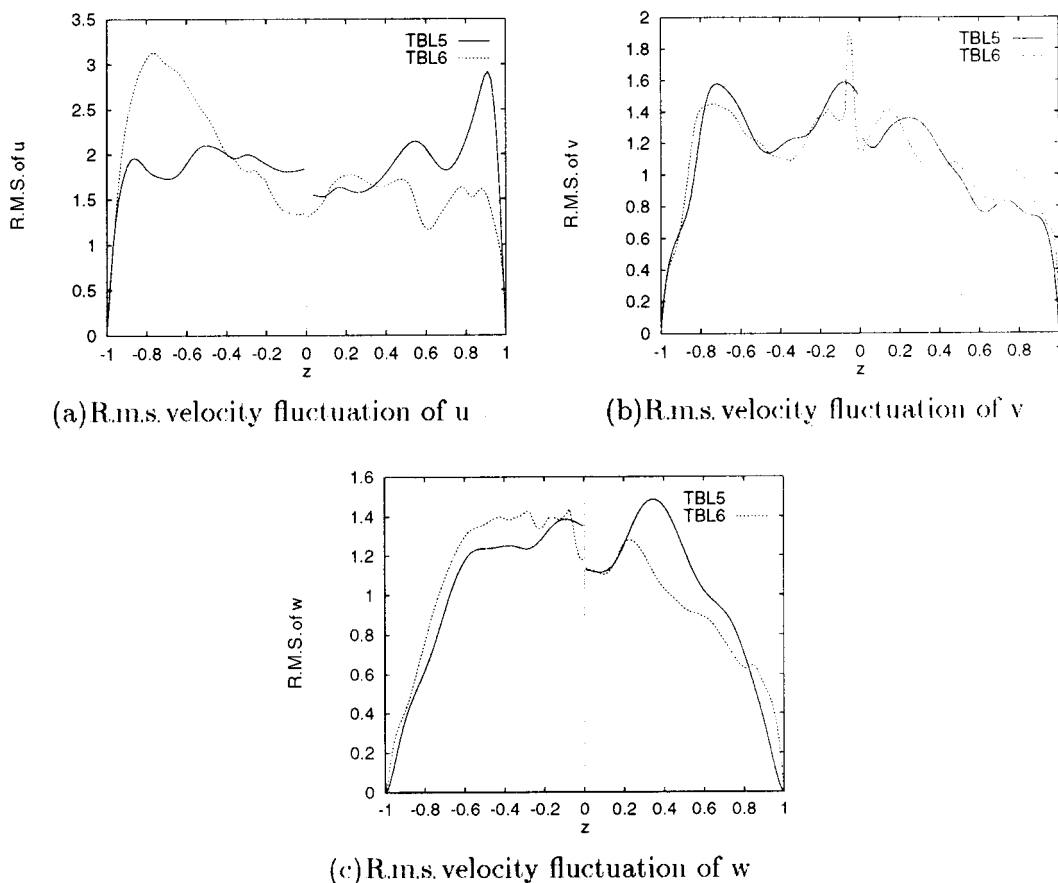 3.5
3
2.5
2
1.5
1
0.5
0
R.M.S. of u
TBL5
TBL6
-1 -0.8 -0.6 -0.4 -0.2 0 0.2 0.4 0.6 0.8 1
z
(a)R.m.s. velocity fluctuation of u
2
1.8
1.6
1.4
1.2
1
0.8
0.6
0.4
0.2
0
R.M.S. of v
TBL5
TBL6
-1 -0.8 -0.6 -0.4 -0.2 0 0.2 0.4 0.6 0.8 1
z
(b)R.m.s. velocity fluctuation of v
1.6
1.4
1.2
1
0.8
0.6
0.4
0.2
0
R.M.S. of w
TBL5
TBL6
-1 -0.8 -0.6 -0.4 -0.2 0 0.2 0.4 0.6 0.8 1
z
(c)R.m.s. velocity fluctuation of w